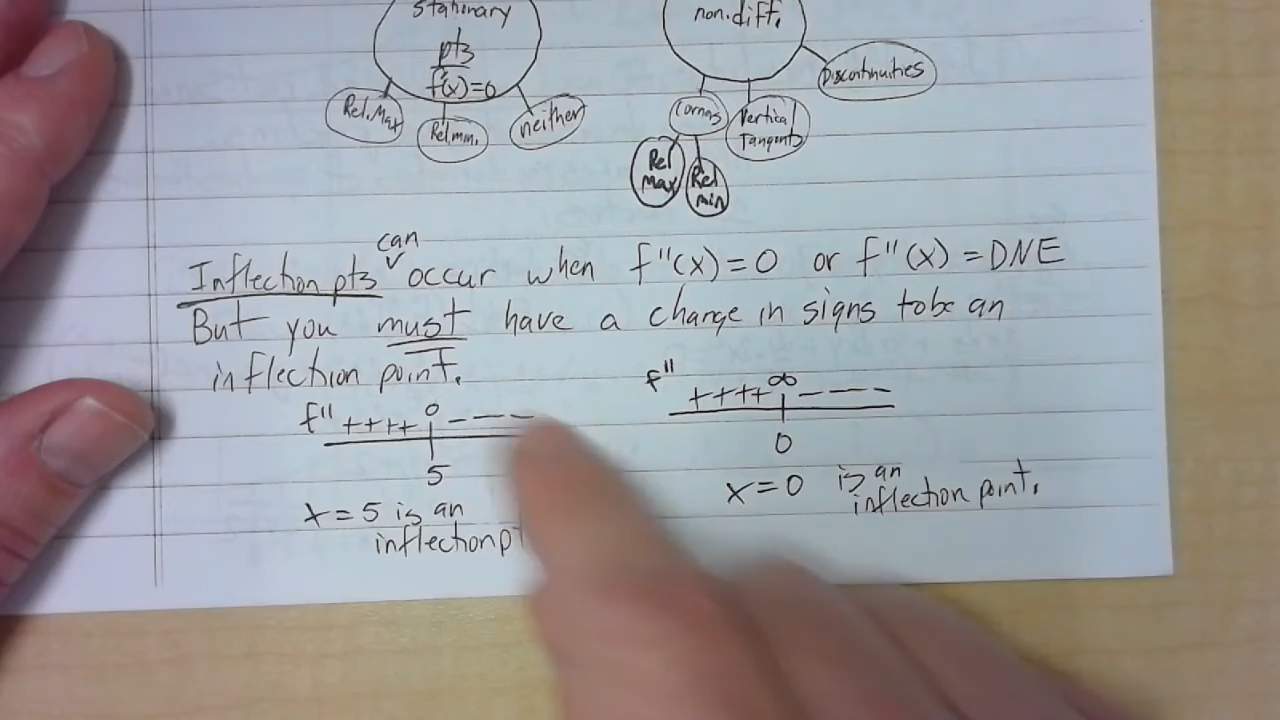 Stationary
pts
f'(x)=0
Rel. Max
Rel. min.
neither
non. diff.
Discontinuities
Corners
Vertical
Tangents
Rel
Max
Rel
min
can
Inflection pts occur when f"(x)=0 or f"(x)=DNE
But you must have a change in signs to be an
inflection point.
f" ++++ 0 ---
5
x=5 is an
inflection pt
f" ++++ ∞ ----
0
x=0 is an
inflection point.